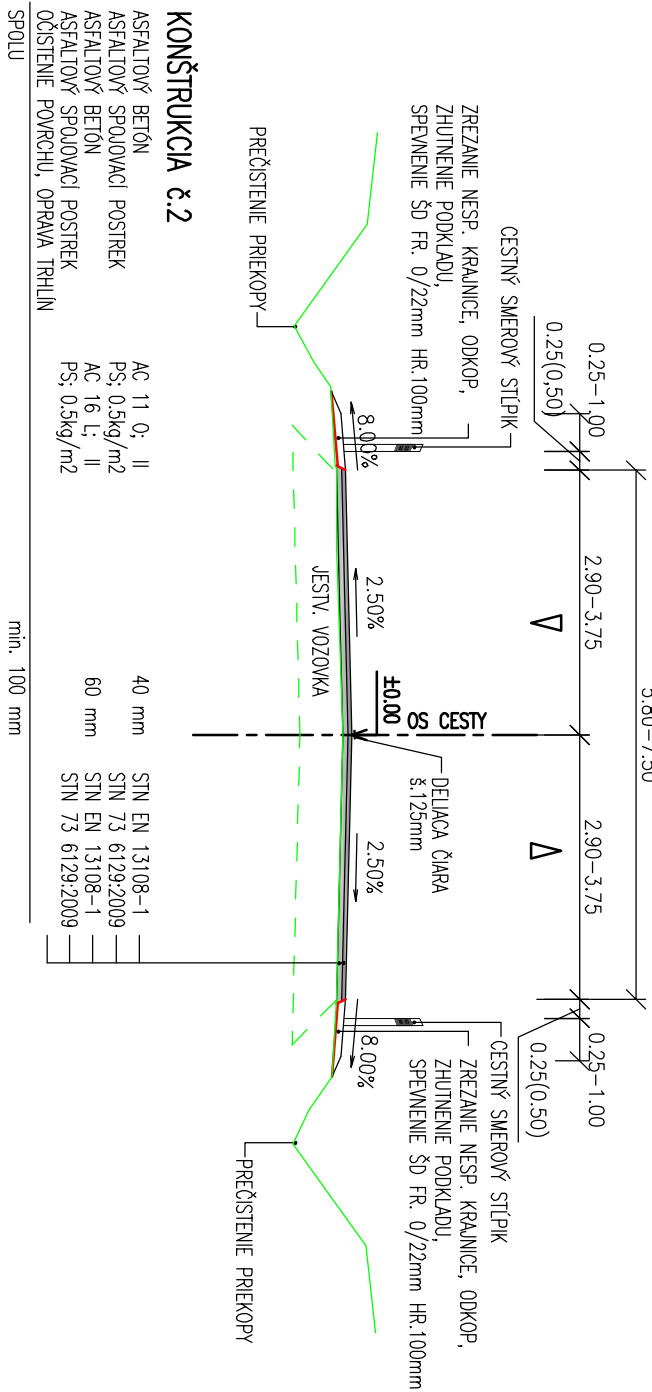 5.80-7.50
0.25-1,00
2.90-3.75
2.90-3.75
0.25-1.00
0.25(0,50)
0.25(0.50)
CESTNÝ SMEROVÝ STĹPIK
ZREZANIE NESP. KRAJNICE, ODKOP,
ZHUTNENIE PODKLADU,
SPEVNENIE ŠD FR. 0/22mm HR.100mm
CESTNÝ SMEROVÝ STĹPIK
ZREZANIE NESP. KRAJNICE, ODKOP,
ZHUTNENIE PODKLADU,
SPEVNENIE ŠD FR. 0/22mm HR.100mm
OS CESTY
±0.00
DELIACA ČIARA
š.125mm
8.00%
2.50%
2.50%
8.00%
JESTV. VOZOVKA
PREČISTENIE PRIEKOPY
PREČISTENIE PRIEKOPY
KONŠTRUKCIA č.2
ASFALTOVÝ BETÓN AC 11 O; II 40 mm STN EN 13108-1
ASFALTOVÝ SPOJOVACÍ POSTREK PS; 0.5kg/m2 STN 73 6129:2009
ASFALTOVÝ BETÓN AC 16 L; II 60 mm STN EN 13108-1
ASFALTOVÝ SPOJOVACÍ POSTREK PS; 0.5kg/m2 STN 73 6129:2009
OČISTENIE POVRCHU, OPRAVA TRHLÍN
SPOLU min. 100 mm